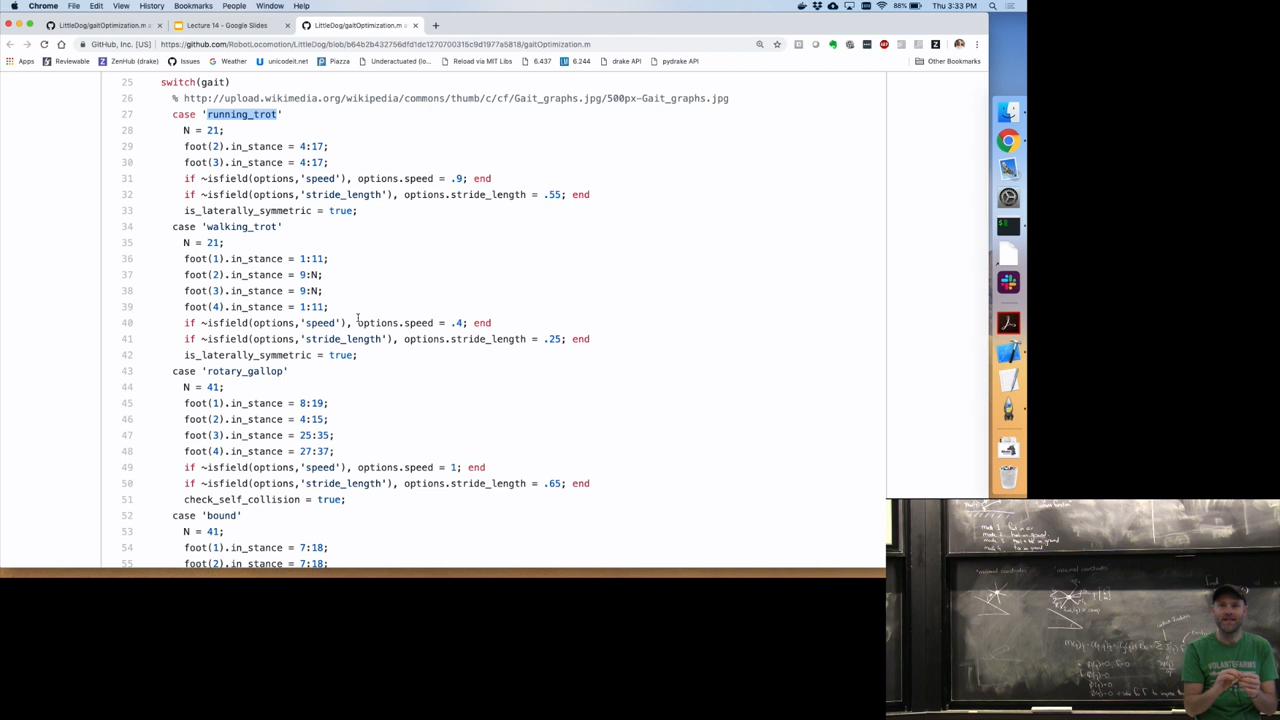 Chrome File Edit View History Bookmarks People Window Help 88% Thu 3:33 PM
LittleDog/gaitOptimization.m a × Lecture 14 - Google Slides × LittleDog/gaitOptimization.m a × +
GitHub, Inc. [US] https://github.com/RobotLocomotion/LittleDog/blob/b64b2b432756dfd1dc1270700315c9d1977a5818/gaitOptimization.m
Apps Reviewable ZenHub (drake) Issues Weather unicodeit.net Piazza Underactuated (lo... Reload via MIT Libs 6.437 6.244 drake API pydrake API Other Bookmarks
25 switch(gait)
26 % http://upload.wikimedia.org/wikipedia/commons/thumb/c/cf/Gait_graphs.jpg/500px-Gait_graphs.jpg
27 case 'running_trot'
28 N = 21;
29 foot(2).in_stance = 4:17;
30 foot(3).in_stance = 4:17;
31 if ~isfield(options,'speed'), options.speed = .9; end
32 if ~isfield(options,'stride_length'), options.stride_length = .55; end
33 is_laterally_symmetric = true;
34 case 'walking_trot'
35 N = 21;
36 foot(1).in_stance = 1:11;
37 foot(2).in_stance = 9:N;
38 foot(3).in_stance = 9:N;
39 foot(4).in_stance = 1:11;
40 if ~isfield(options,'speed'), options.speed = .4; end
41 if ~isfield(options,'stride_length'), options.stride_length = .25; end
42 is_laterally_symmetric = true;
43 case 'rotary_gallop'
44 N = 41;
45 foot(1).in_stance = 8:19;
46 foot(2).in_stance = 4:15;
47 foot(3).in_stance = 25:35;
48 foot(4).in_stance = 27:37;
49 if ~isfield(options,'speed'), options.speed = 1; end
50 if ~isfield(options,'stride_length'), options.stride_length = .65; end
51 check_self_collision = true;
52 case 'bound'
53 N = 41;
54 foot(1).in_stance = 7:18;
55 foot(2).in_stance = 7:18;
VOLANTE FARMS